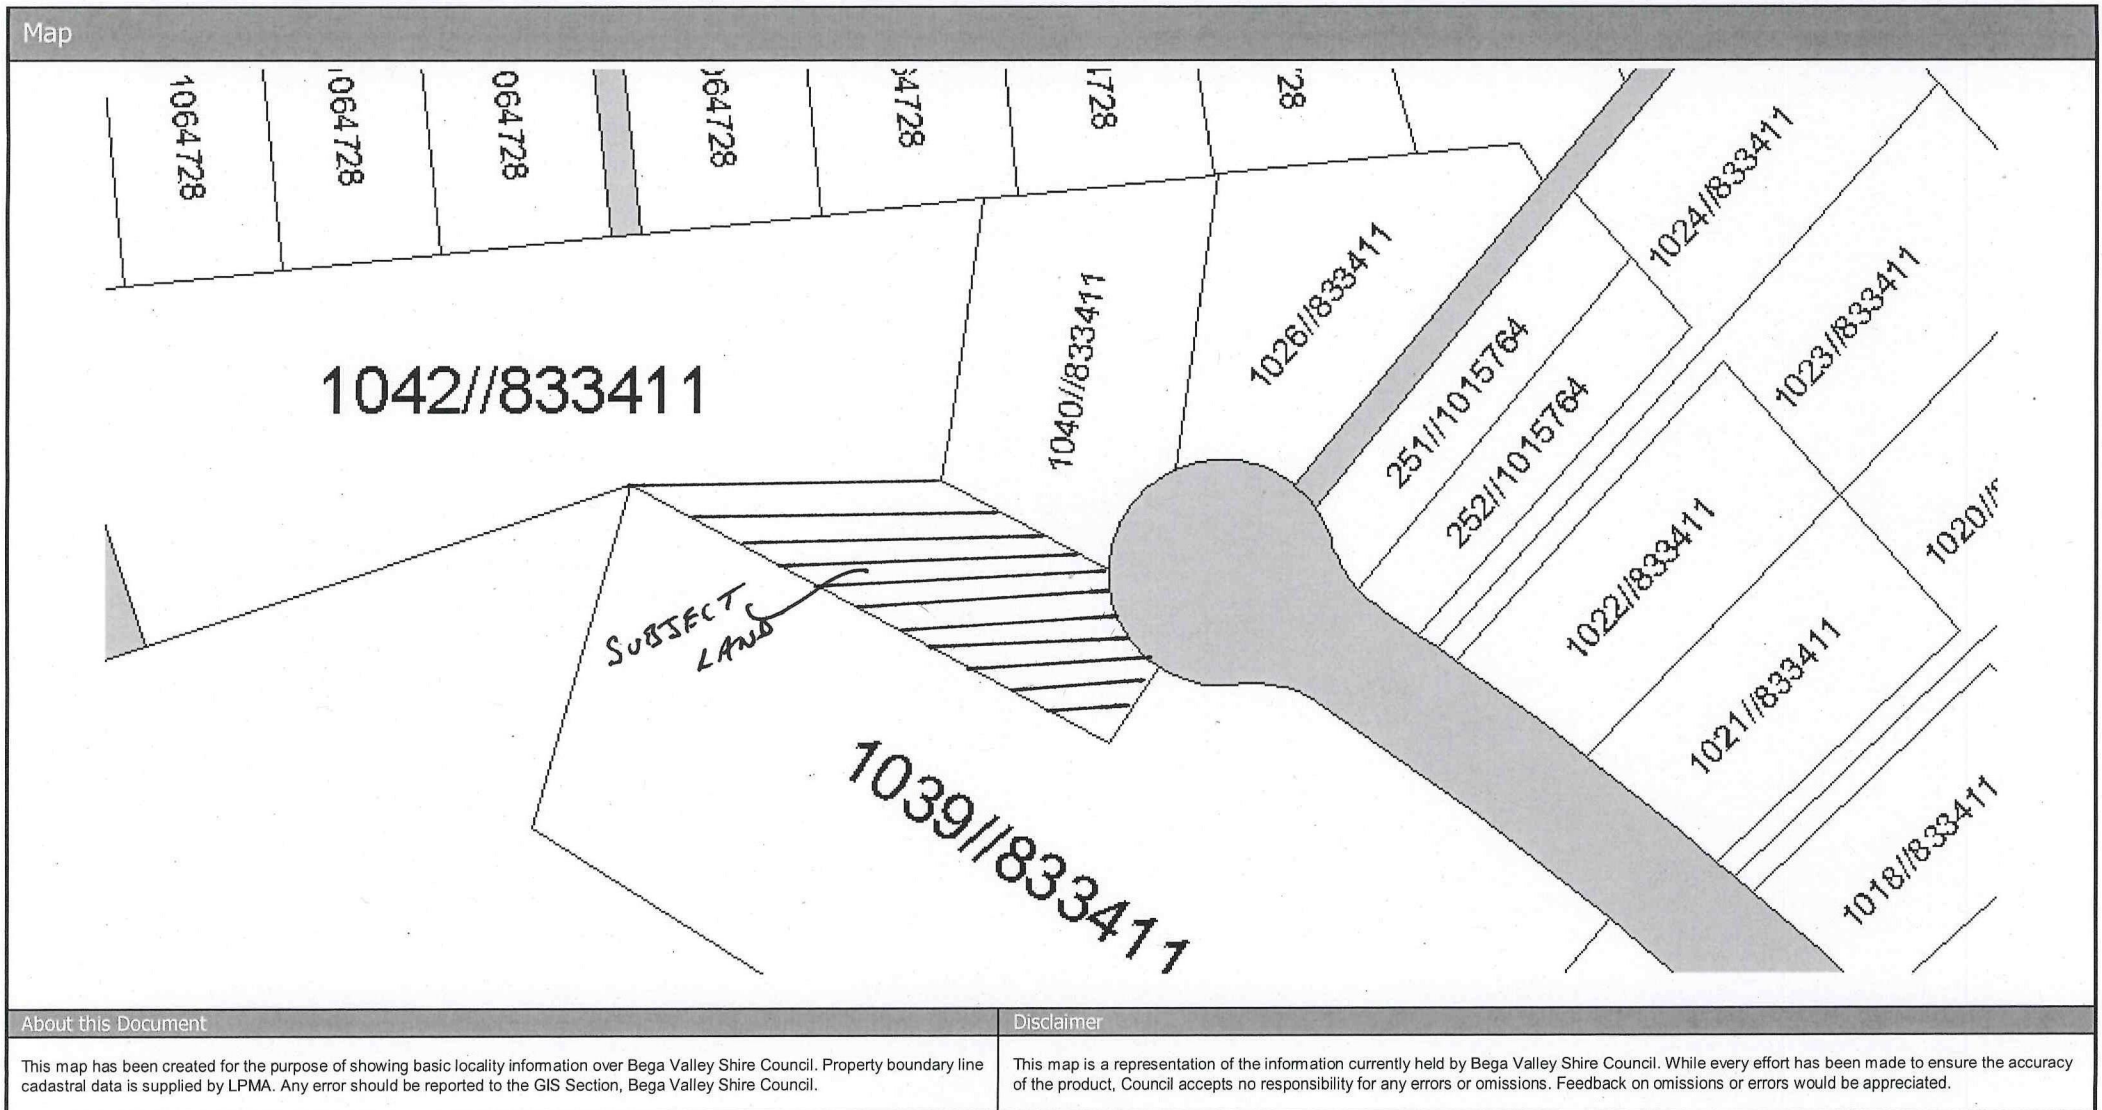 Map
1064728
064728
064728
064728
4728
1728
28
1024//833411
1023//833411
1026//833411
1040//833411
1042//833411
251//1015764
252//1015764
1022//833411
1020//
1021//833411
1018//833411
SUBJECT
LAND
1039//833411
About this Document
This map has been created for the purpose of showing basic locality information over Bega Valley Shire Council. Property boundary line
cadastral data is supplied by LPMA. Any error should be reported to the GIS Section, Bega Valley Shire Council.
Disclaimer
This map is a representation of the information currently held by Bega Valley Shire Council. While every effort has been made to ensure the accuracy
of the product, Council accepts no responsibility for any errors or omissions. Feedback on omissions or errors would be appreciated.